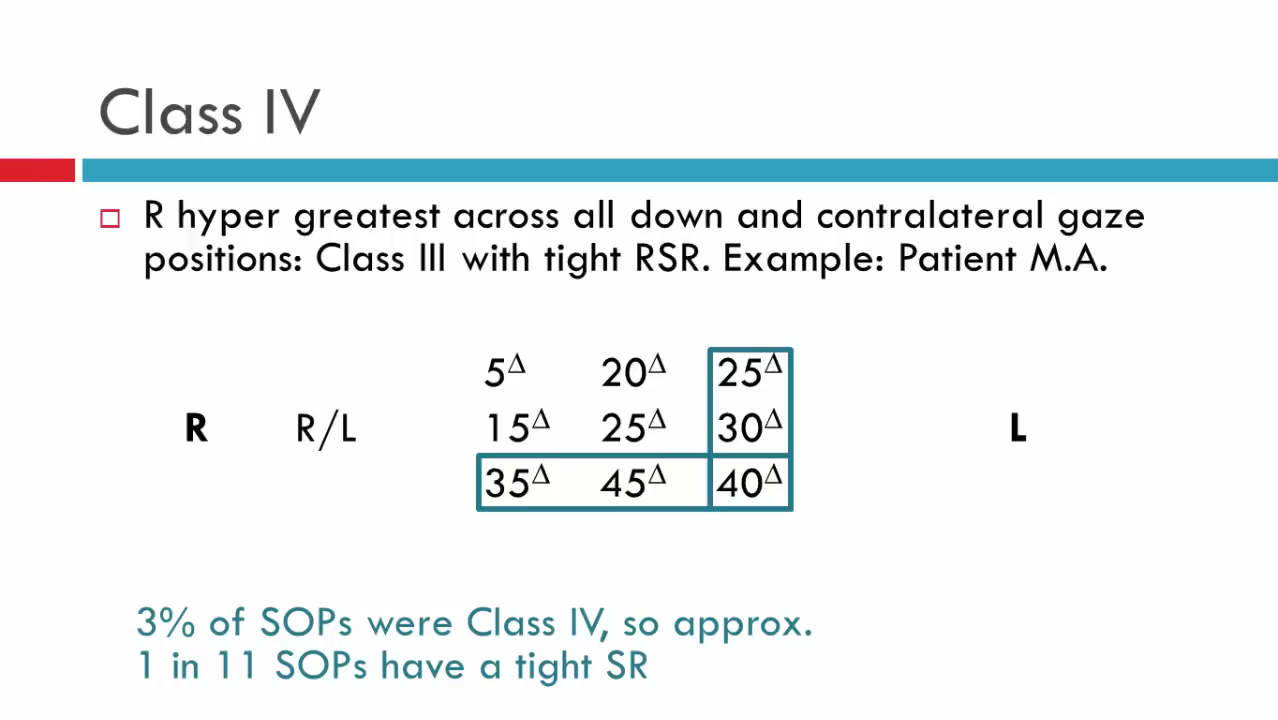 Class IV
R hyper greatest across all down and contralateral gaze
positions: Class III with tight RSR. Example: Patient M.A.
5Δ 20Δ 25Δ
R R/L 15Δ 25Δ 30Δ L
35Δ 45Δ 40Δ
3% of SOPs were Class IV, so approx.
1 in 11 SOPs have a tight SR